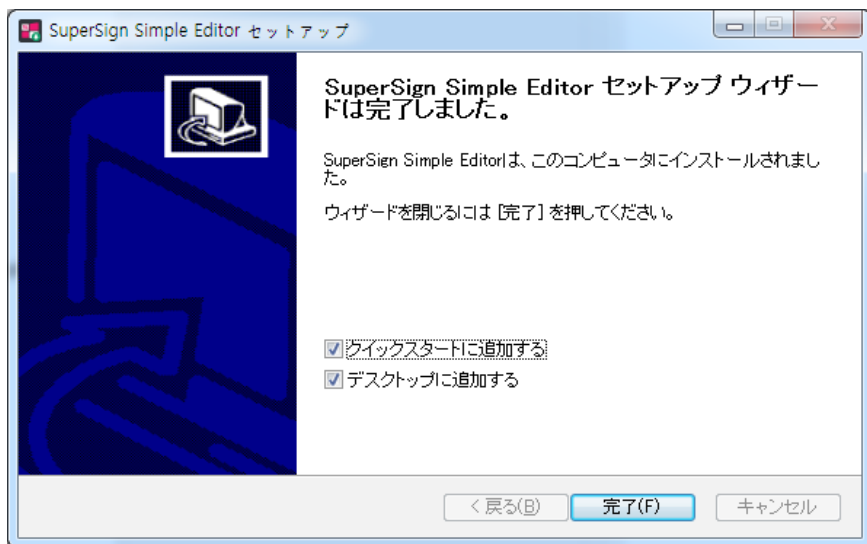 SuperSign Simple Editor セットアップ
SuperSign Simple Editor セットアップ ウィザー
ドは完了しました。
SuperSign Simple Editorは、このコンピュータにインストールされまし
た。
ウィザードを閉じるには [完了] を押してください。
クイックスタートに追加する
デスクトップに追加する
< 戻る(B) 完了(F) キャンセル